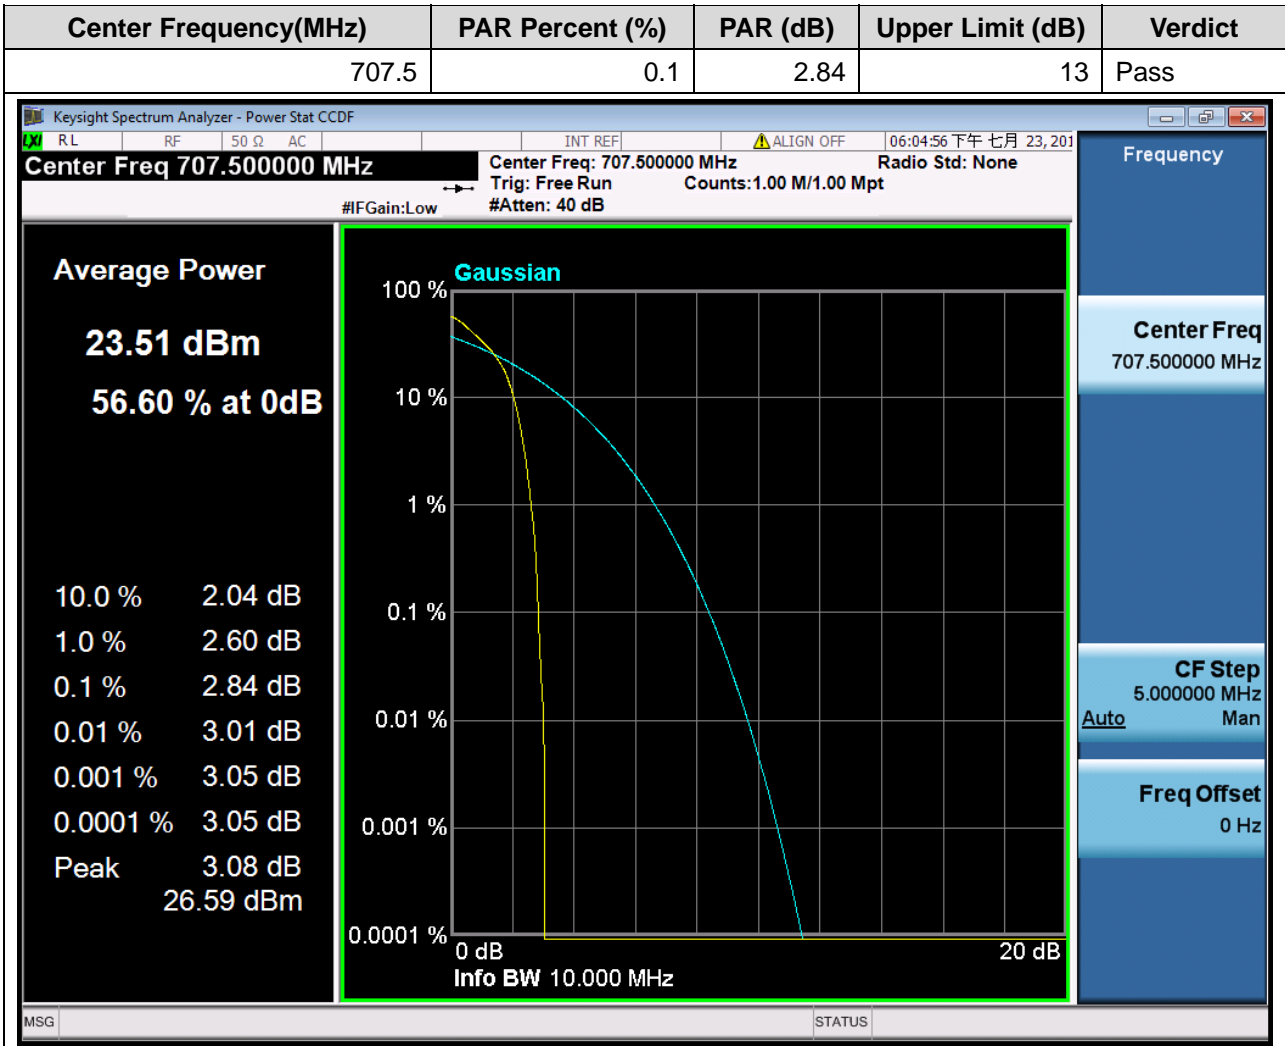 Center Frequency(MHz) PAR Percent (%) PAR (dB) Upper Limit (dB) Verdict
707.5 0.1 2.84 13 Pass
Keysight Spectrum Analyzer - Power Stat CCDF
LXI RL RF 50 Ω AC INT REF ALIGN OFF 06:04:56 下午 七月 23, 201
Center Freq 707.500000 MHz
Center Freq: 707.500000 MHz Radio Std: None
Trig: Free Run Counts:1.00 M/1.00 Mpt
#IFGain:Low #Atten: 40 dB
Average Power
23.51 dBm
56.60 % at 0dB
10.0 % 2.04 dB
1.0 % 2.60 dB
0.1 % 2.84 dB
0.01 % 3.01 dB
0.001 % 3.05 dB
0.0001 % 3.05 dB
Peak 3.08 dB
26.59 dBm
Gaussian
100 %
10 %
1 %
0.1 %
0.01 %
0.001 %
0.0001 %
0 dB 20 dB
Info BW 10.000 MHz
Frequency
Center Freq
707.500000 MHz
CF Step
5.000000 MHz
Auto Man
Freq Offset
0 Hz
MSG STATUS